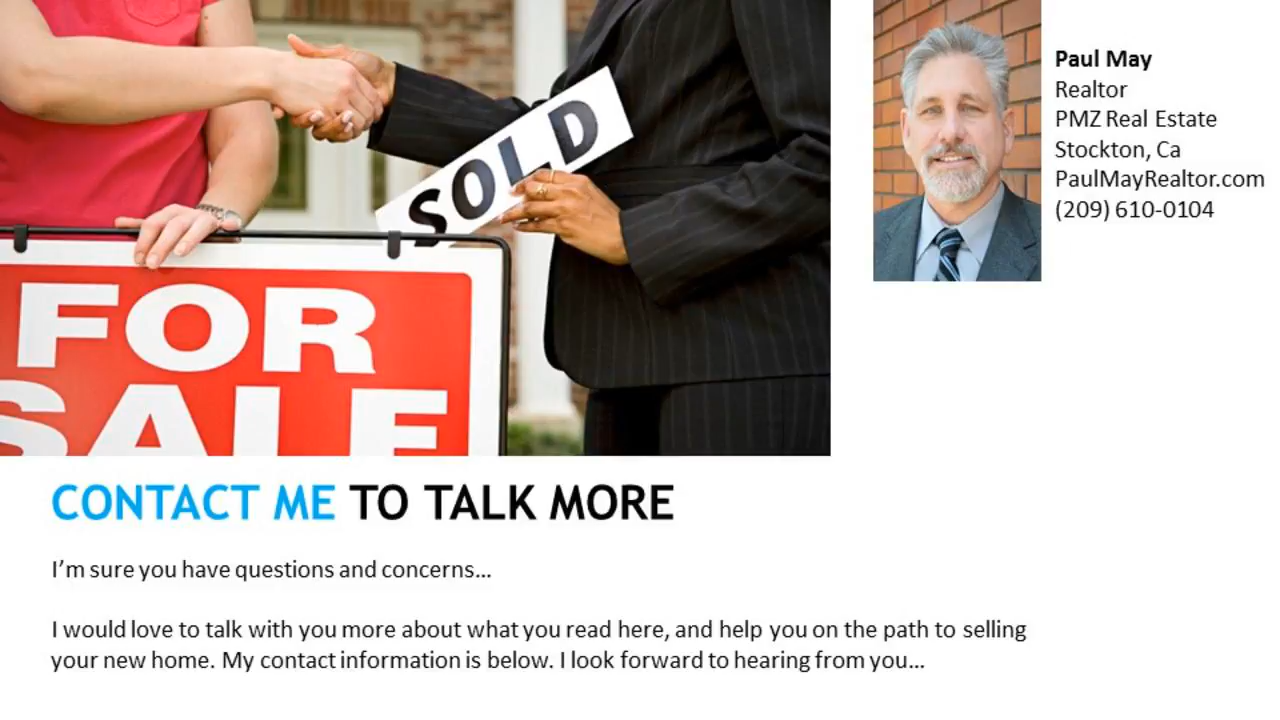 SOLD
FOR
SALE
Paul May
Realtor
PMZ Real Estate
Stockton, Ca
PaulMayRealtor.com
(209) 610-0104
CONTACT ME TO TALK MORE
I’m sure you have questions and concerns…
I would love to talk with you more about what you read here, and help you on the path to selling
your new home. My contact information is below. I look forward to hearing from you…